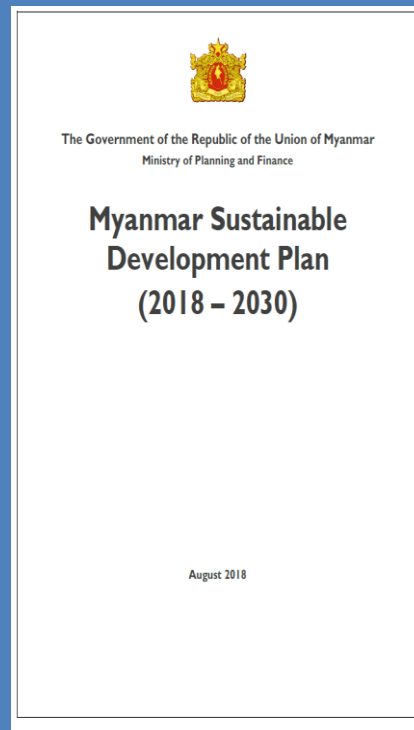 The Government of the Republic of the Union of Myanmar
Ministry of Planning and Finance
Myanmar Sustainable
Development Plan
(2018 – 2030)
August 2018